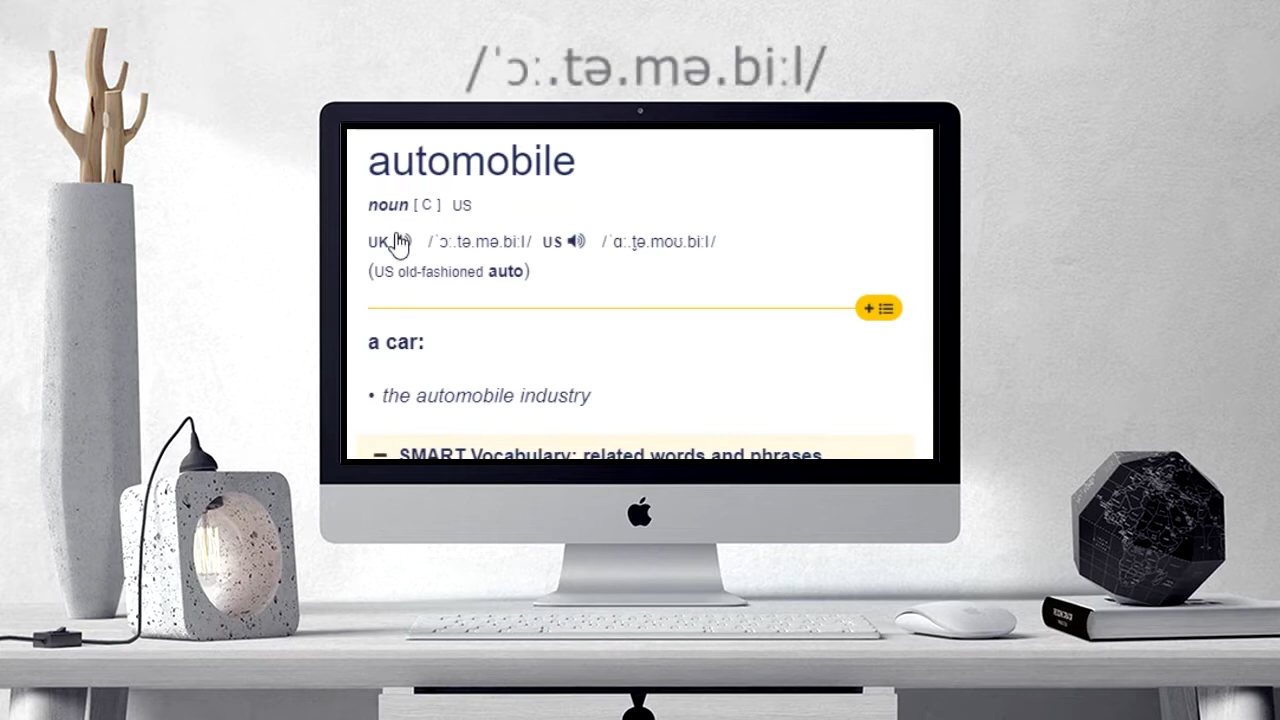 /ˈɔː.tə.mə.biːl/
automobile
noun [ C ] US
UK /ˈɔː.tə.mə.biːl/ US /ˈɑː.t̬ə.moʊ.biːl/
(US old-fashioned auto)
a car:
• the automobile industry
SMART Vocabulary: related words and phrases